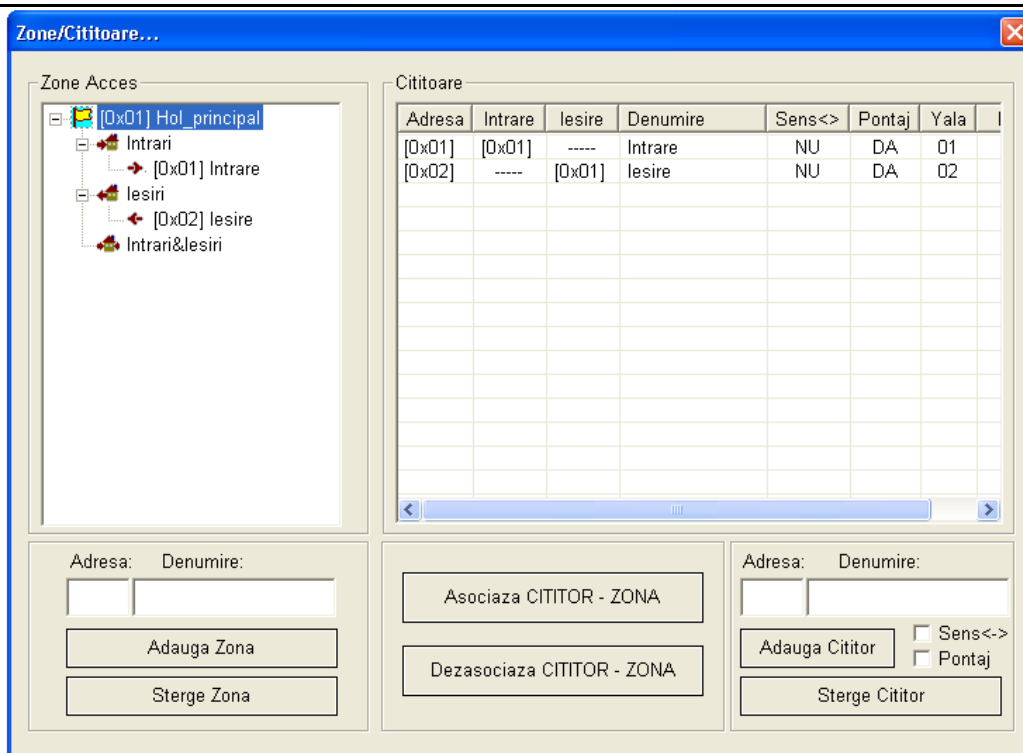 Zone/Cititoare...
Zone Acces
[0x01] Hol_principal
Intrari
[0x01] Intrare
Iesiri
[0x02] Iesire
Intrari&Iesiri
Cititoare
Adresa Intrare Iesire Denumire Sens<> Pontaj Yala
[0x01] [0x01] ----- Intrare NU DA 01
[0x02] ----- [0x01] Iesire NU DA 02
Adresa: Denumire:
Adauga Zona
Sterge Zona
Asociaza CITITOR - ZONA
Dezasociaza CITITOR - ZONA
Adresa: Denumire:
Adauga Cititor
Sens<->
Pontaj
Sterge Cititor